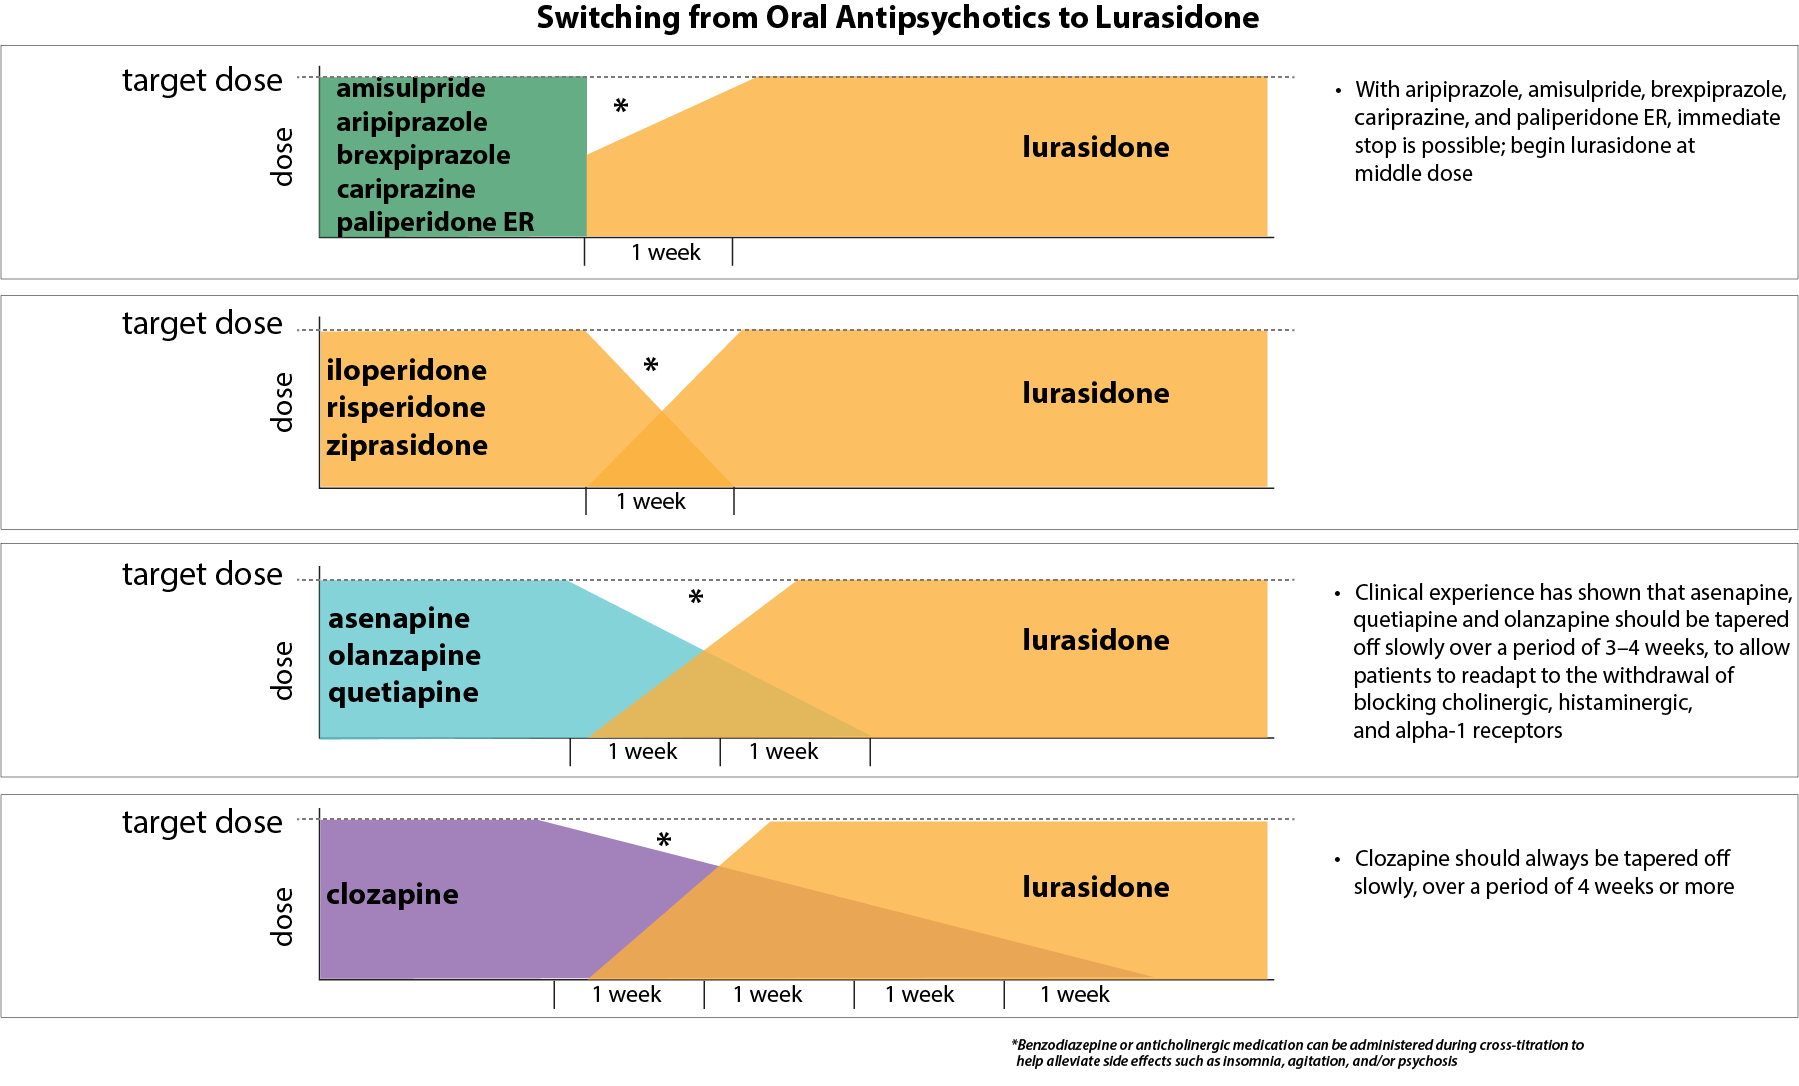 Switching from Oral Antipsychotics to Lurasidone
target dose
dose
amisulpride
aripiprazole
brexpiprazole
cariprazine
paliperidone ER
*
lurasidone
1 week
• With aripiprazole, amisulpride, brexpiprazole,
cariprazine, and paliperidone ER, immediate
stop is possible; begin lurasidone at
middle dose
target dose
dose
iloperidone
risperidone
ziprasidone
*
lurasidone
1 week
target dose
dose
asenapine
olanzapine
quetiapine
*
lurasidone
1 week
1 week
• Clinical experience has shown that asenapine,
quetiapine and olanzapine should be tapered
off slowly over a period of 3–4 weeks, to allow
patients to readapt to the withdrawal of
blocking cholinergic, histaminergic,
and alpha-1 receptors
target dose
dose
clozapine
*
lurasidone
1 week
1 week
1 week
1 week
• Clozapine should always be tapered off
slowly, over a period of 4 weeks or more
*Benzodiazepine or anticholinergic medication can be administered during cross-titration to
help alleviate side effects such as insomnia, agitation, and/or psychosis